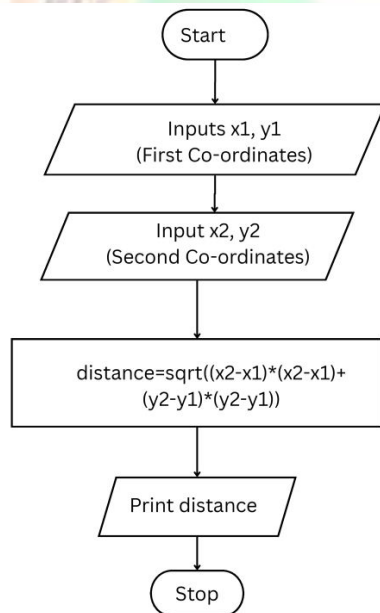 Start
Inputs x1, y1
(First Co-ordinates)
Input x2, y2
(Second Co-ordinates)
distance=sqrt((x2-x1)*(x2-x1)+
(y2-y1)*(y2-y1))
Print distance
Stop